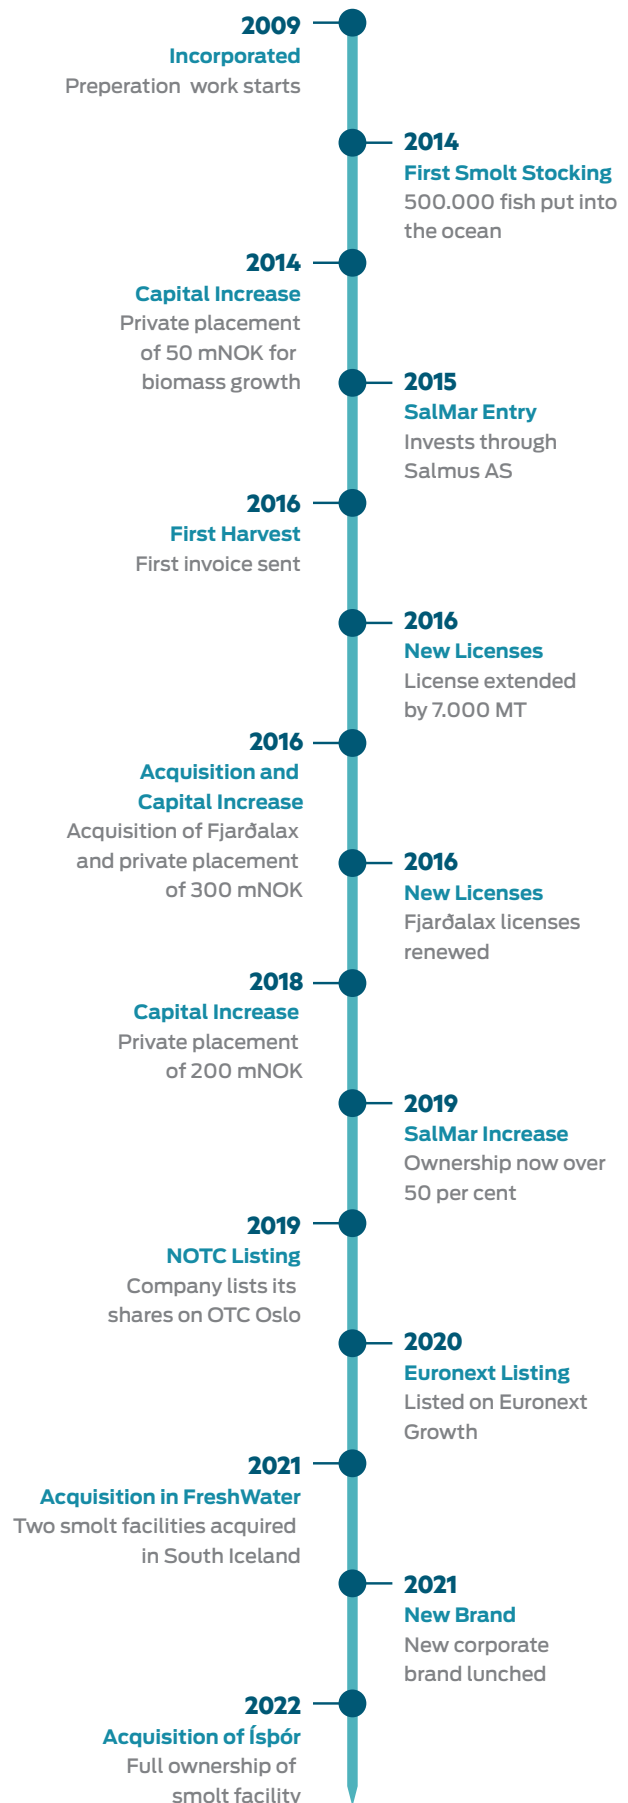 2009
Incorporated
Preperation work starts
2014
First Smolt Stocking
500.000 fish put into
the ocean
2014
Capital Increase
Private placement
of 50 mNOK for
biomass growth
2015
SalMar Entry
Invests through
Salmus AS
2016
First Harvest
First invoice sent
2016
New Licenses
License extended
by 7.000 MT
2016
Acquisition and
Capital Increase
Acquisition of Fjarðalax
and private placement
of 300 mNOK
2016
New Licenses
Fjarðalax licenses
renewed
2018
Capital Increase
Private placement
of 200 mNOK
2019
SalMar Increase
Ownership now over
50 per cent
2019
NOTC Listing
Company lists its
shares on OTC Oslo
2020
Euronext Listing
Listed on Euronext
Growth
2021
Acquisition in FreshWater
Two smolt facilities acquired
in South Iceland
2021
New Brand
New corporate
brand lunched
2022
Acquisition of Ísþór
Full ownership of
smolt facility